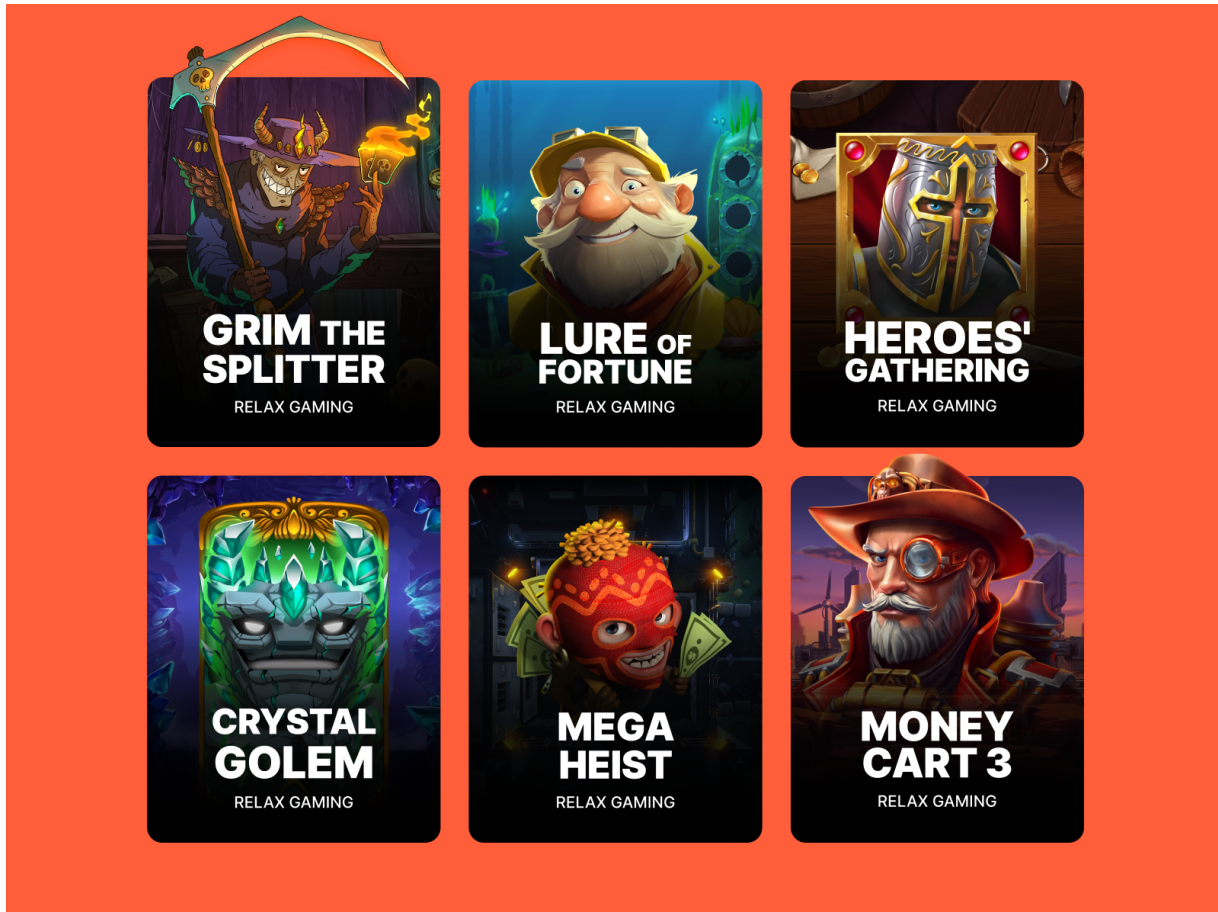 GRIM THE
SPLITTER
RELAX GAMING
LURE OF
FORTUNE
RELAX GAMING
HEROES'
GATHERING
RELAX GAMING
CRYSTAL
GOLEM
RELAX GAMING
MEGA
HEIST
RELAX GAMING
MONEY
CART 3
RELAX GAMING